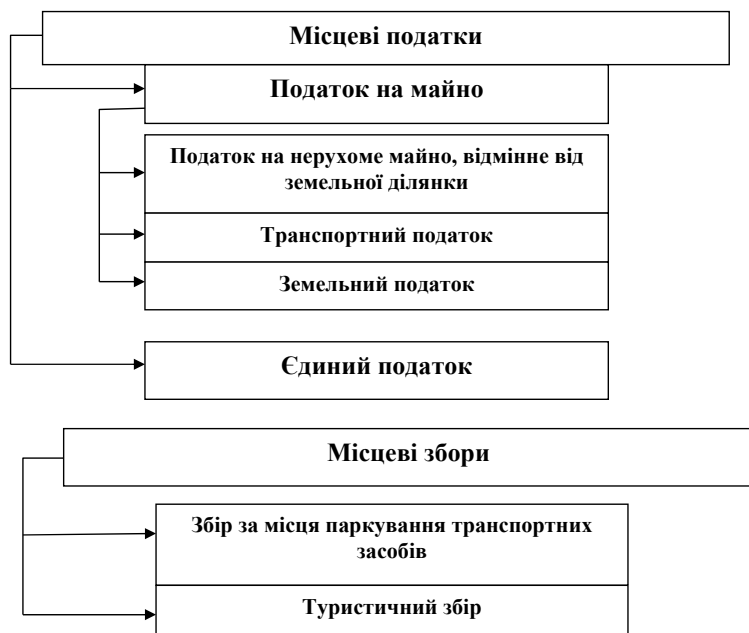 Місцеві податки
Податок на майно
Податок на нерухоме майно, відмінне від
земельної ділянки
Транспортний податок
Земельний податок
Єдиний податок
Місцеві збори
Збір за місця паркування транспортних
засобів
Туристичний збір